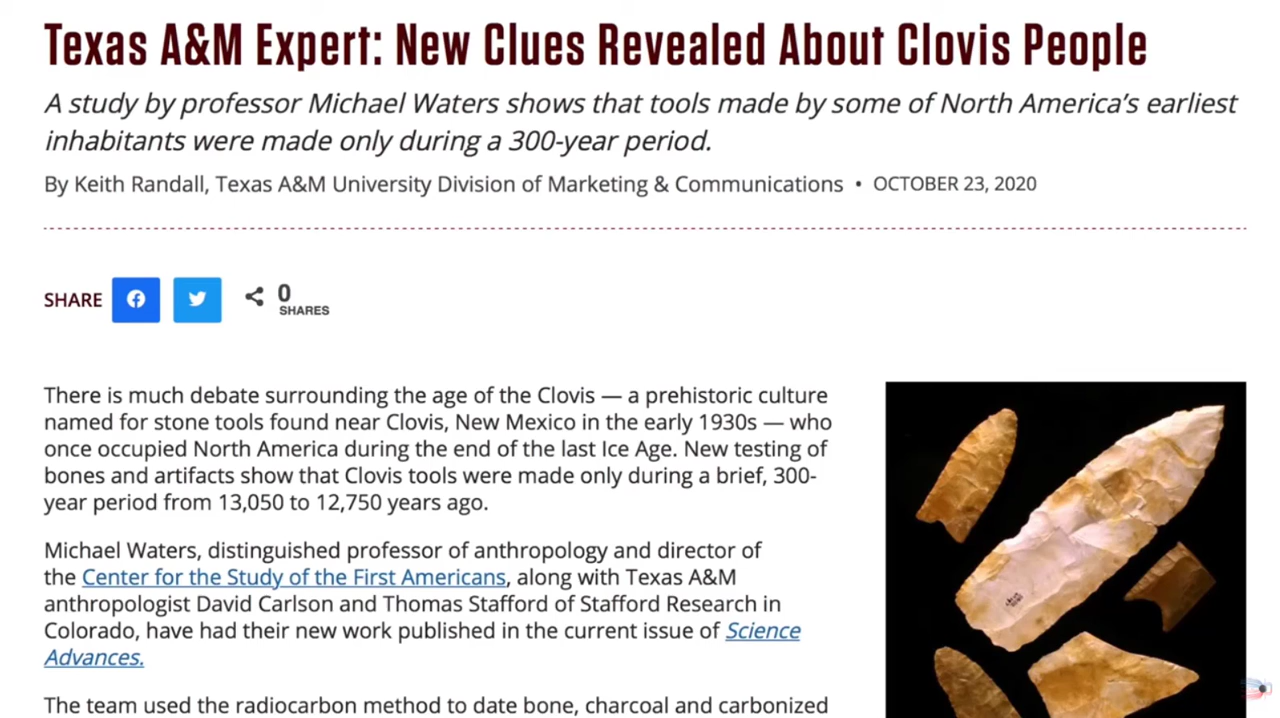 Texas A&M Expert: New Clues Revealed About Clovis People
A study by professor Michael Waters shows that tools made by some of North America's earliest
inhabitants were made only during a 300-year period.
By Keith Randall, Texas A&M University Division of Marketing & Communications • OCTOBER 23, 2020
SHARE
0
SHARES
There is much debate surrounding the age of the Clovis — a prehistoric culture
named for stone tools found near Clovis, New Mexico in the early 1930s — who
once occupied North America during the end of the last Ice Age. New testing of
bones and artifacts show that Clovis tools were made only during a brief, 300-
year period from 13,050 to 12,750 years ago.
Michael Waters, distinguished professor of anthropology and director of
the Center for the Study of the First Americans, along with Texas A&M
anthropologist David Carlson and Thomas Stafford of Stafford Research in
Colorado, have had their new work published in the current issue of Science
Advances.
The team used the radiocarbon method to date bone, charcoal and carbonized